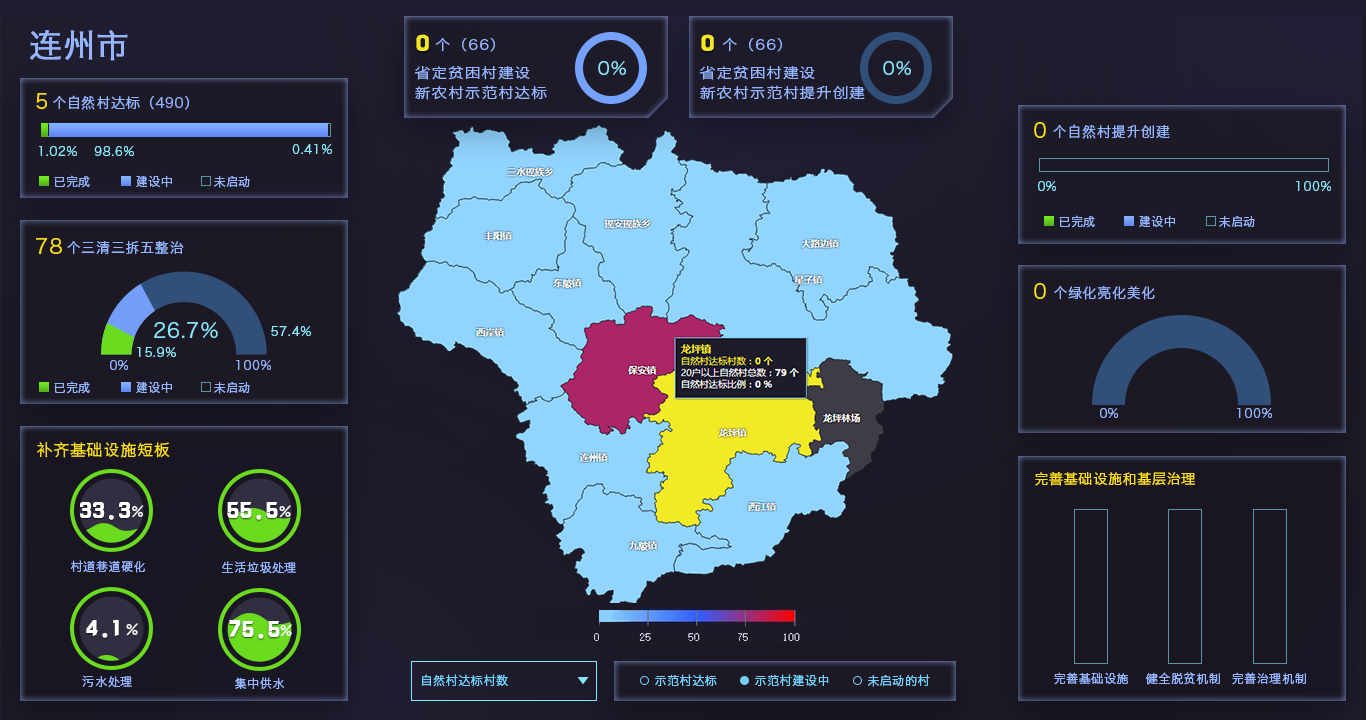 连州市
5 个自然村达标（490）
1.02% 98.6% 0.41%
已完成 建设中 未启动
78 个三清三拆五整治
26.7%
57.4%
15.9%
0% 100%
已完成 建设中 未启动
补齐基础设施短板
33.3% 55.5%
村道巷道硬化 生活垃圾处理
4.1% 75.5%
污水处理 集中供水
0 个（66）
省定贫困村建设
新农村示范村达标
0%
0 个（66）
省定贫困村建设
新农村示范村提升创建
0%
三水瑶族乡
瑶安瑶族乡
丰阳镇
大路边镇
东陂镇
星子镇
西岸镇
保安镇
龙坪镇
自然村达标村数：0 个
20户以上自然村总数：79 个
自然村达标比例：0 %
龙坪林场
龙坪镇
连州镇
西江镇
九陂镇
0 25 50 75 100
自然村达标村数
示范村达标 示范村建设中 未启动的村
0 个自然村提升创建
0% 100%
已完成 建设中 未启动
0 个绿化亮化美化
0% 100%
完善基础设施和基层治理
完善基础设施 健全脱贫机制 完善治理机制